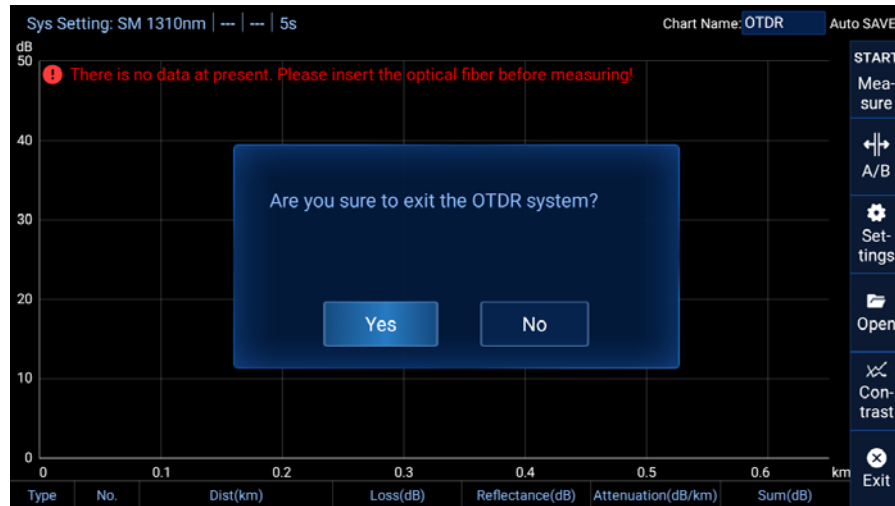 Sys Setting: SM 1310nm | --- | --- | 5s
Chart Name: OTDR
Auto SAVE
dB
50
There is no data at present. Please insert the optical fiber before measuring!
START
Mea-
sure
40
A/B
Are you sure to exit the OTDR system?
30
Set-
tings
20
Open
Yes
No
10
Con-
trast
0
0 0.1 0.2 0.3 0.4 0.5 0.6 km
Exit
Type No. Dist(km) Loss(dB) Reflectance(dB) Attenuation(dB/km) Sum(dB)